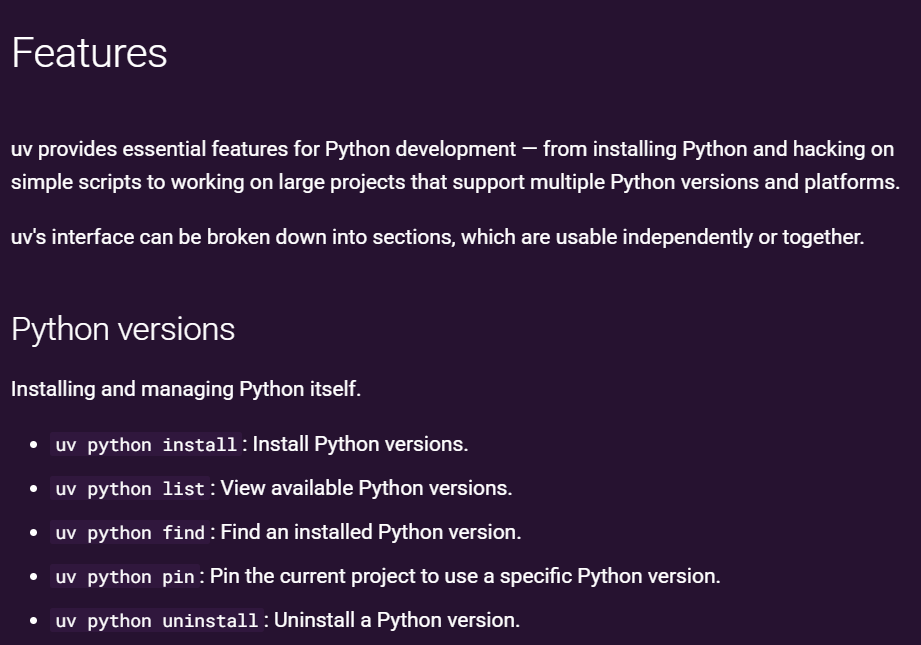 Features
uv provides essential features for Python development — from installing Python and hacking on
simple scripts to working on large projects that support multiple Python versions and platforms.
uv's interface can be broken down into sections, which are usable independently or together.
Python versions
Installing and managing Python itself.
• uv python install: Install Python versions.
• uv python list: View available Python versions.
• uv python find: Find an installed Python version.
• uv python pin: Pin the current project to use a specific Python version.
• uv python uninstall: Uninstall a Python version.